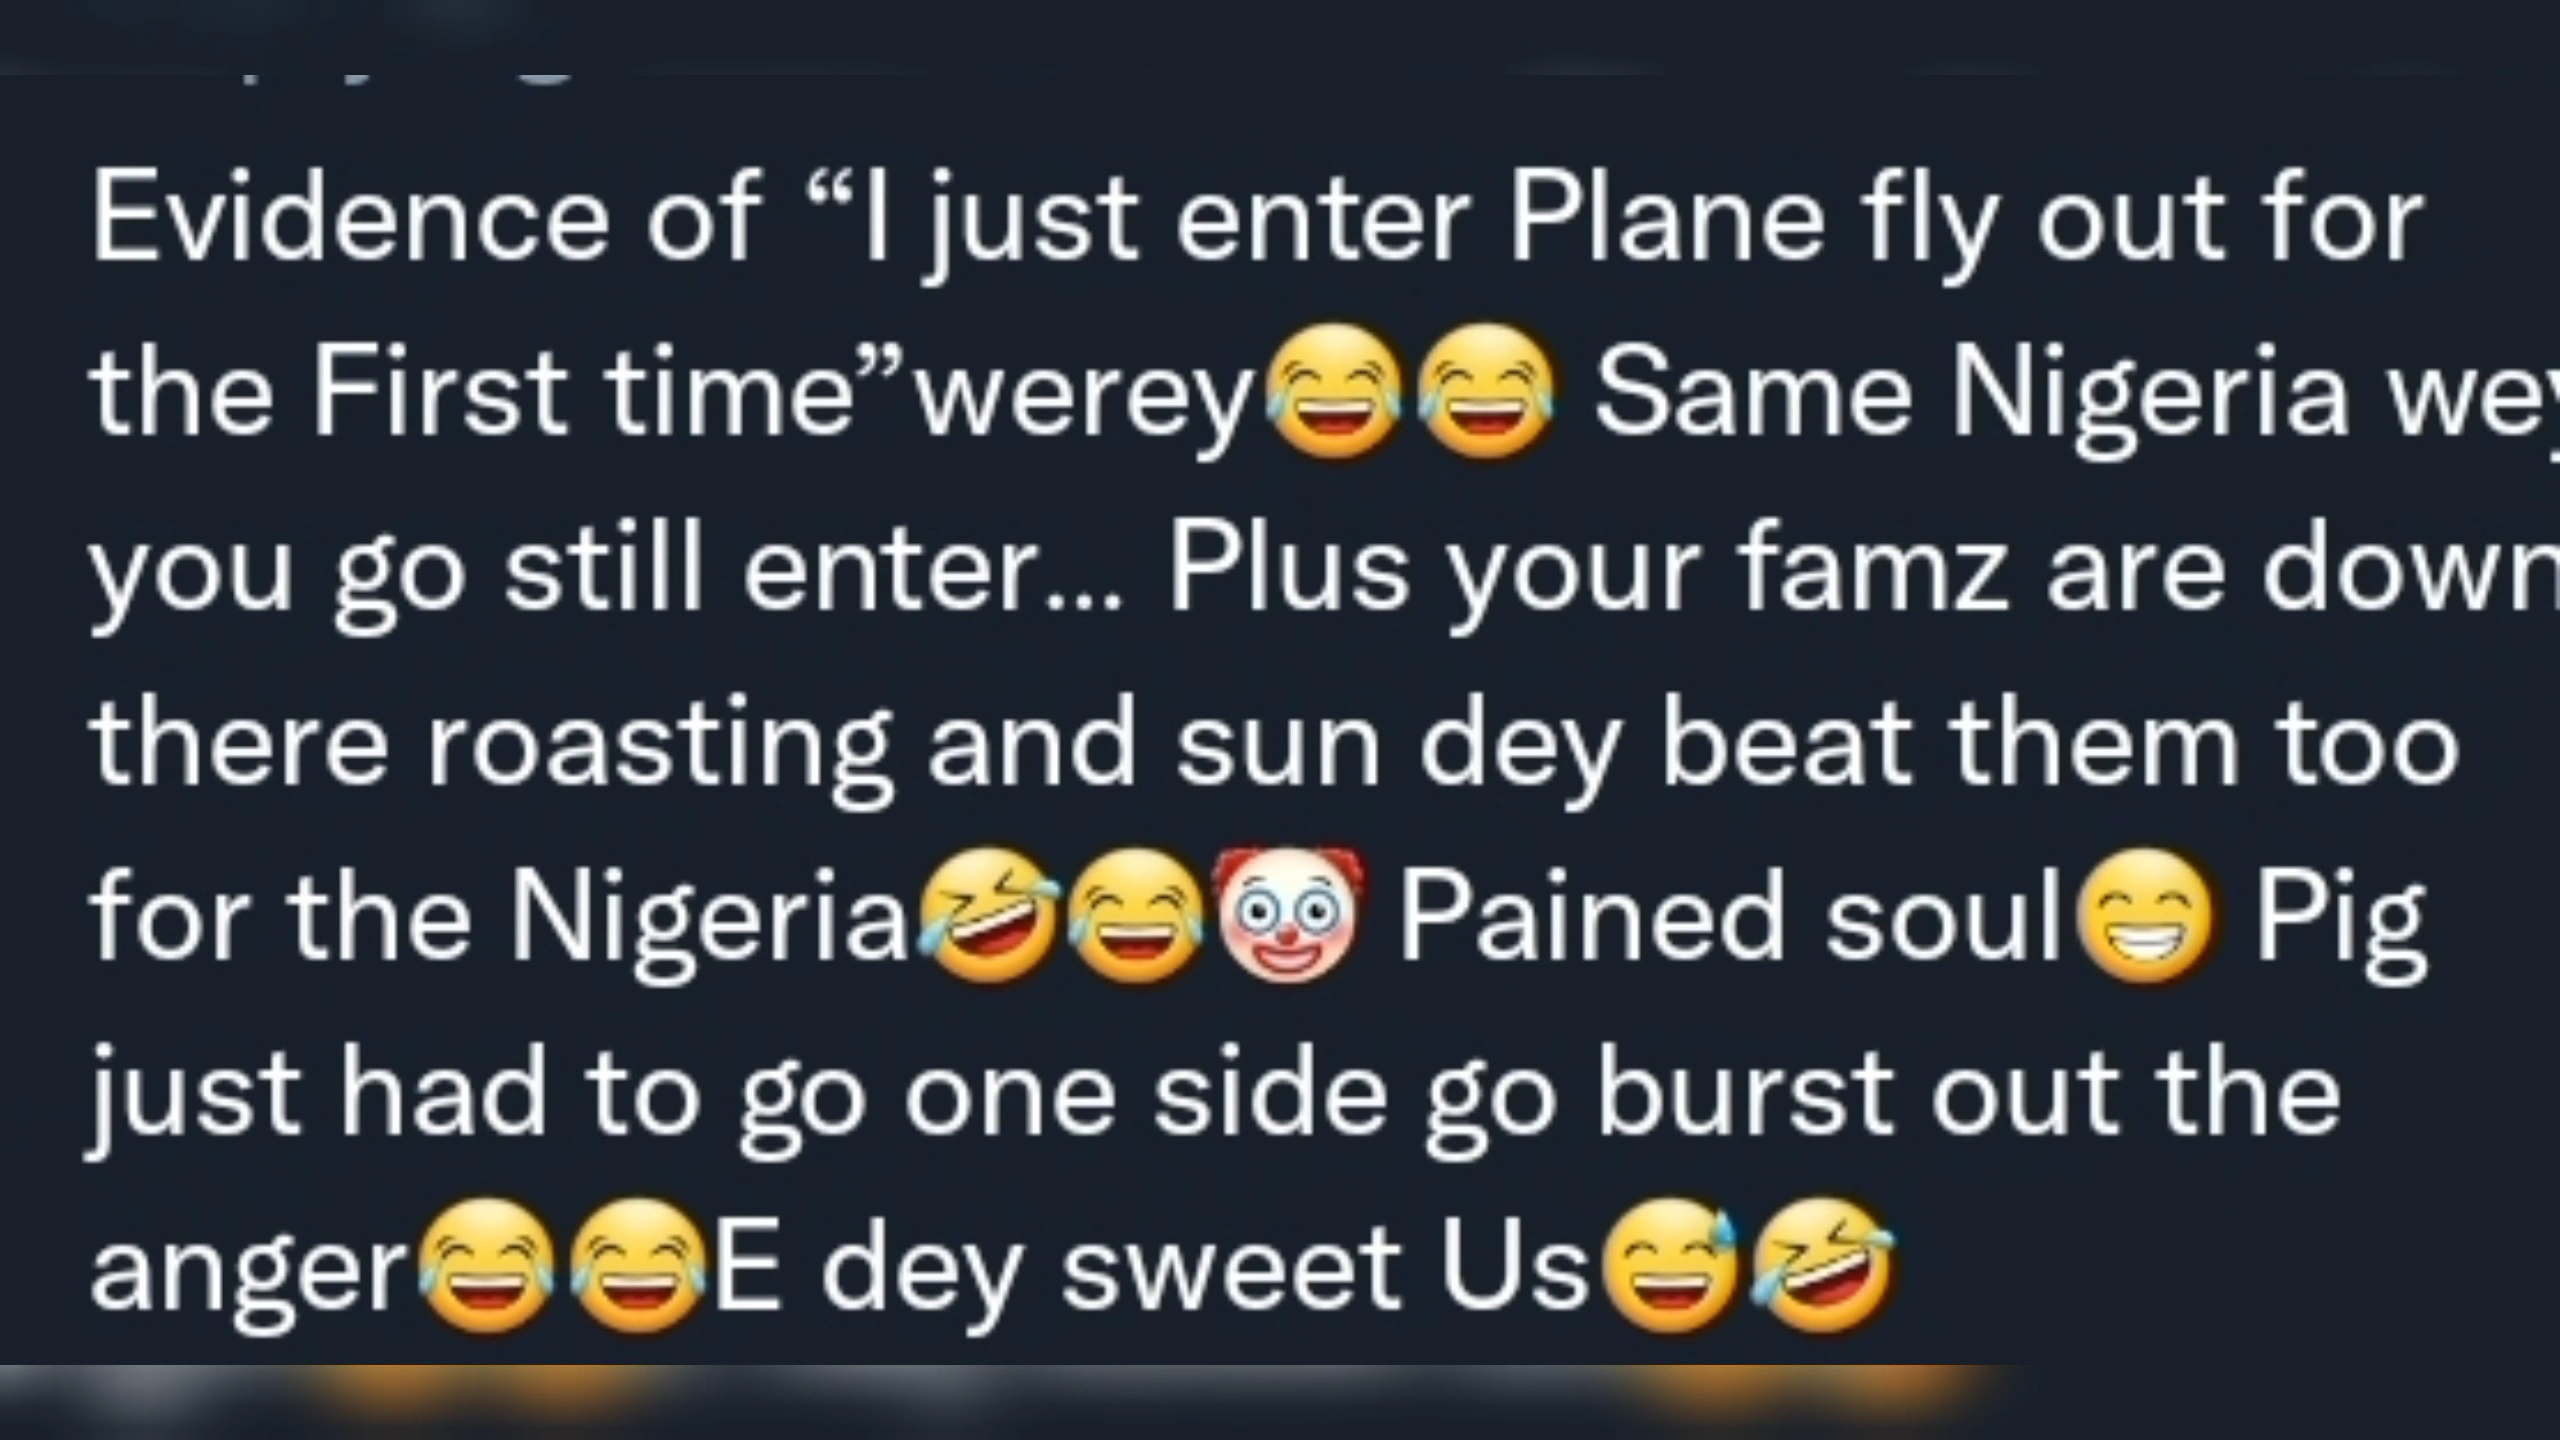 Evidence of “I just enter Plane fly out for
the First time”werey😂😂 Same Nigeria wey
you go still enter... Plus your famz are down
there roasting and sun dey beat them too
for the Nigeria🤣😂🤡 Pained soul😁 Pig
just had to go one side go burst out the
anger😂😂E dey sweet Us😅🤣